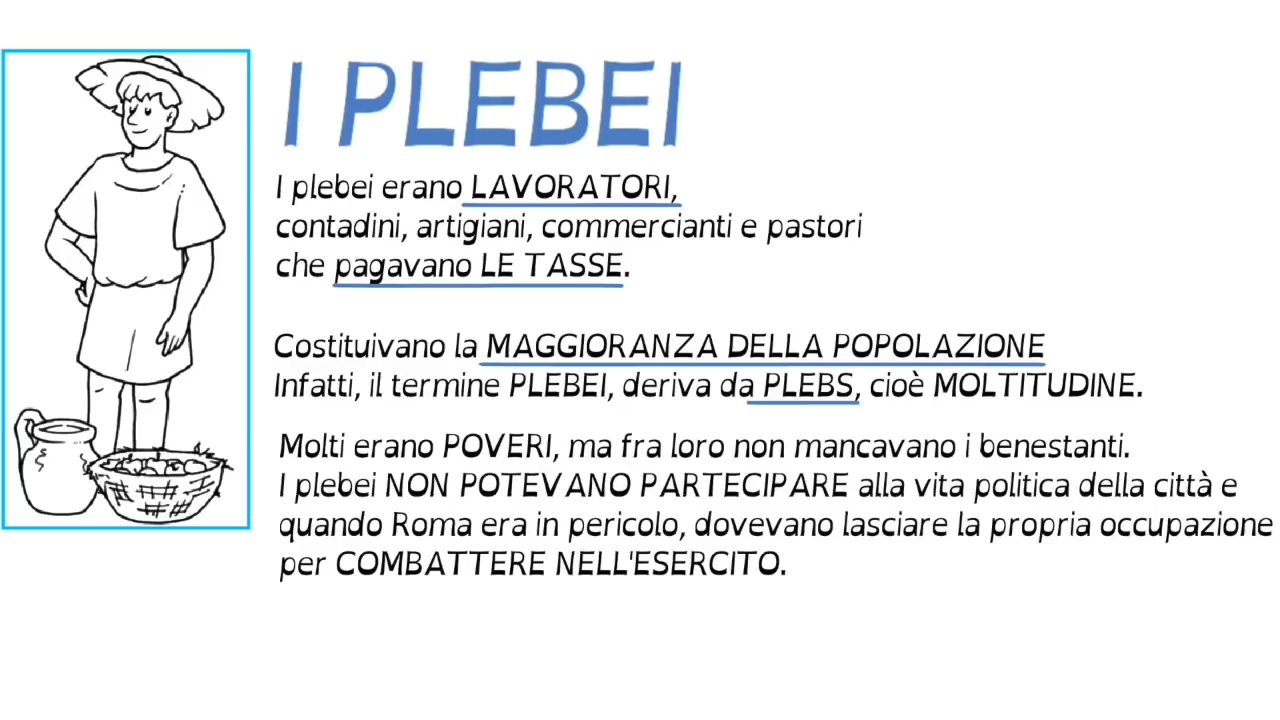 I PLEBEI
I plebei erano LAVORATORI,
contadini, artigiani, commercianti e pastori
che pagavano LE TASSE.
Costituivano la MAGGIORANZA DELLA POPOLAZIONE
Infatti, il termine PLEBEI, deriva da PLEBS, cioè MOLTITUDINE.
Molti erano POVERI, ma fra loro non mancavano i benestanti.
I plebei NON POTEVANO PARTECIPARE alla vita politica della città e
quando Roma era in pericolo, dovevano lasciare la propria occupazione
per COMBATTERE NELL'ESERCITO.